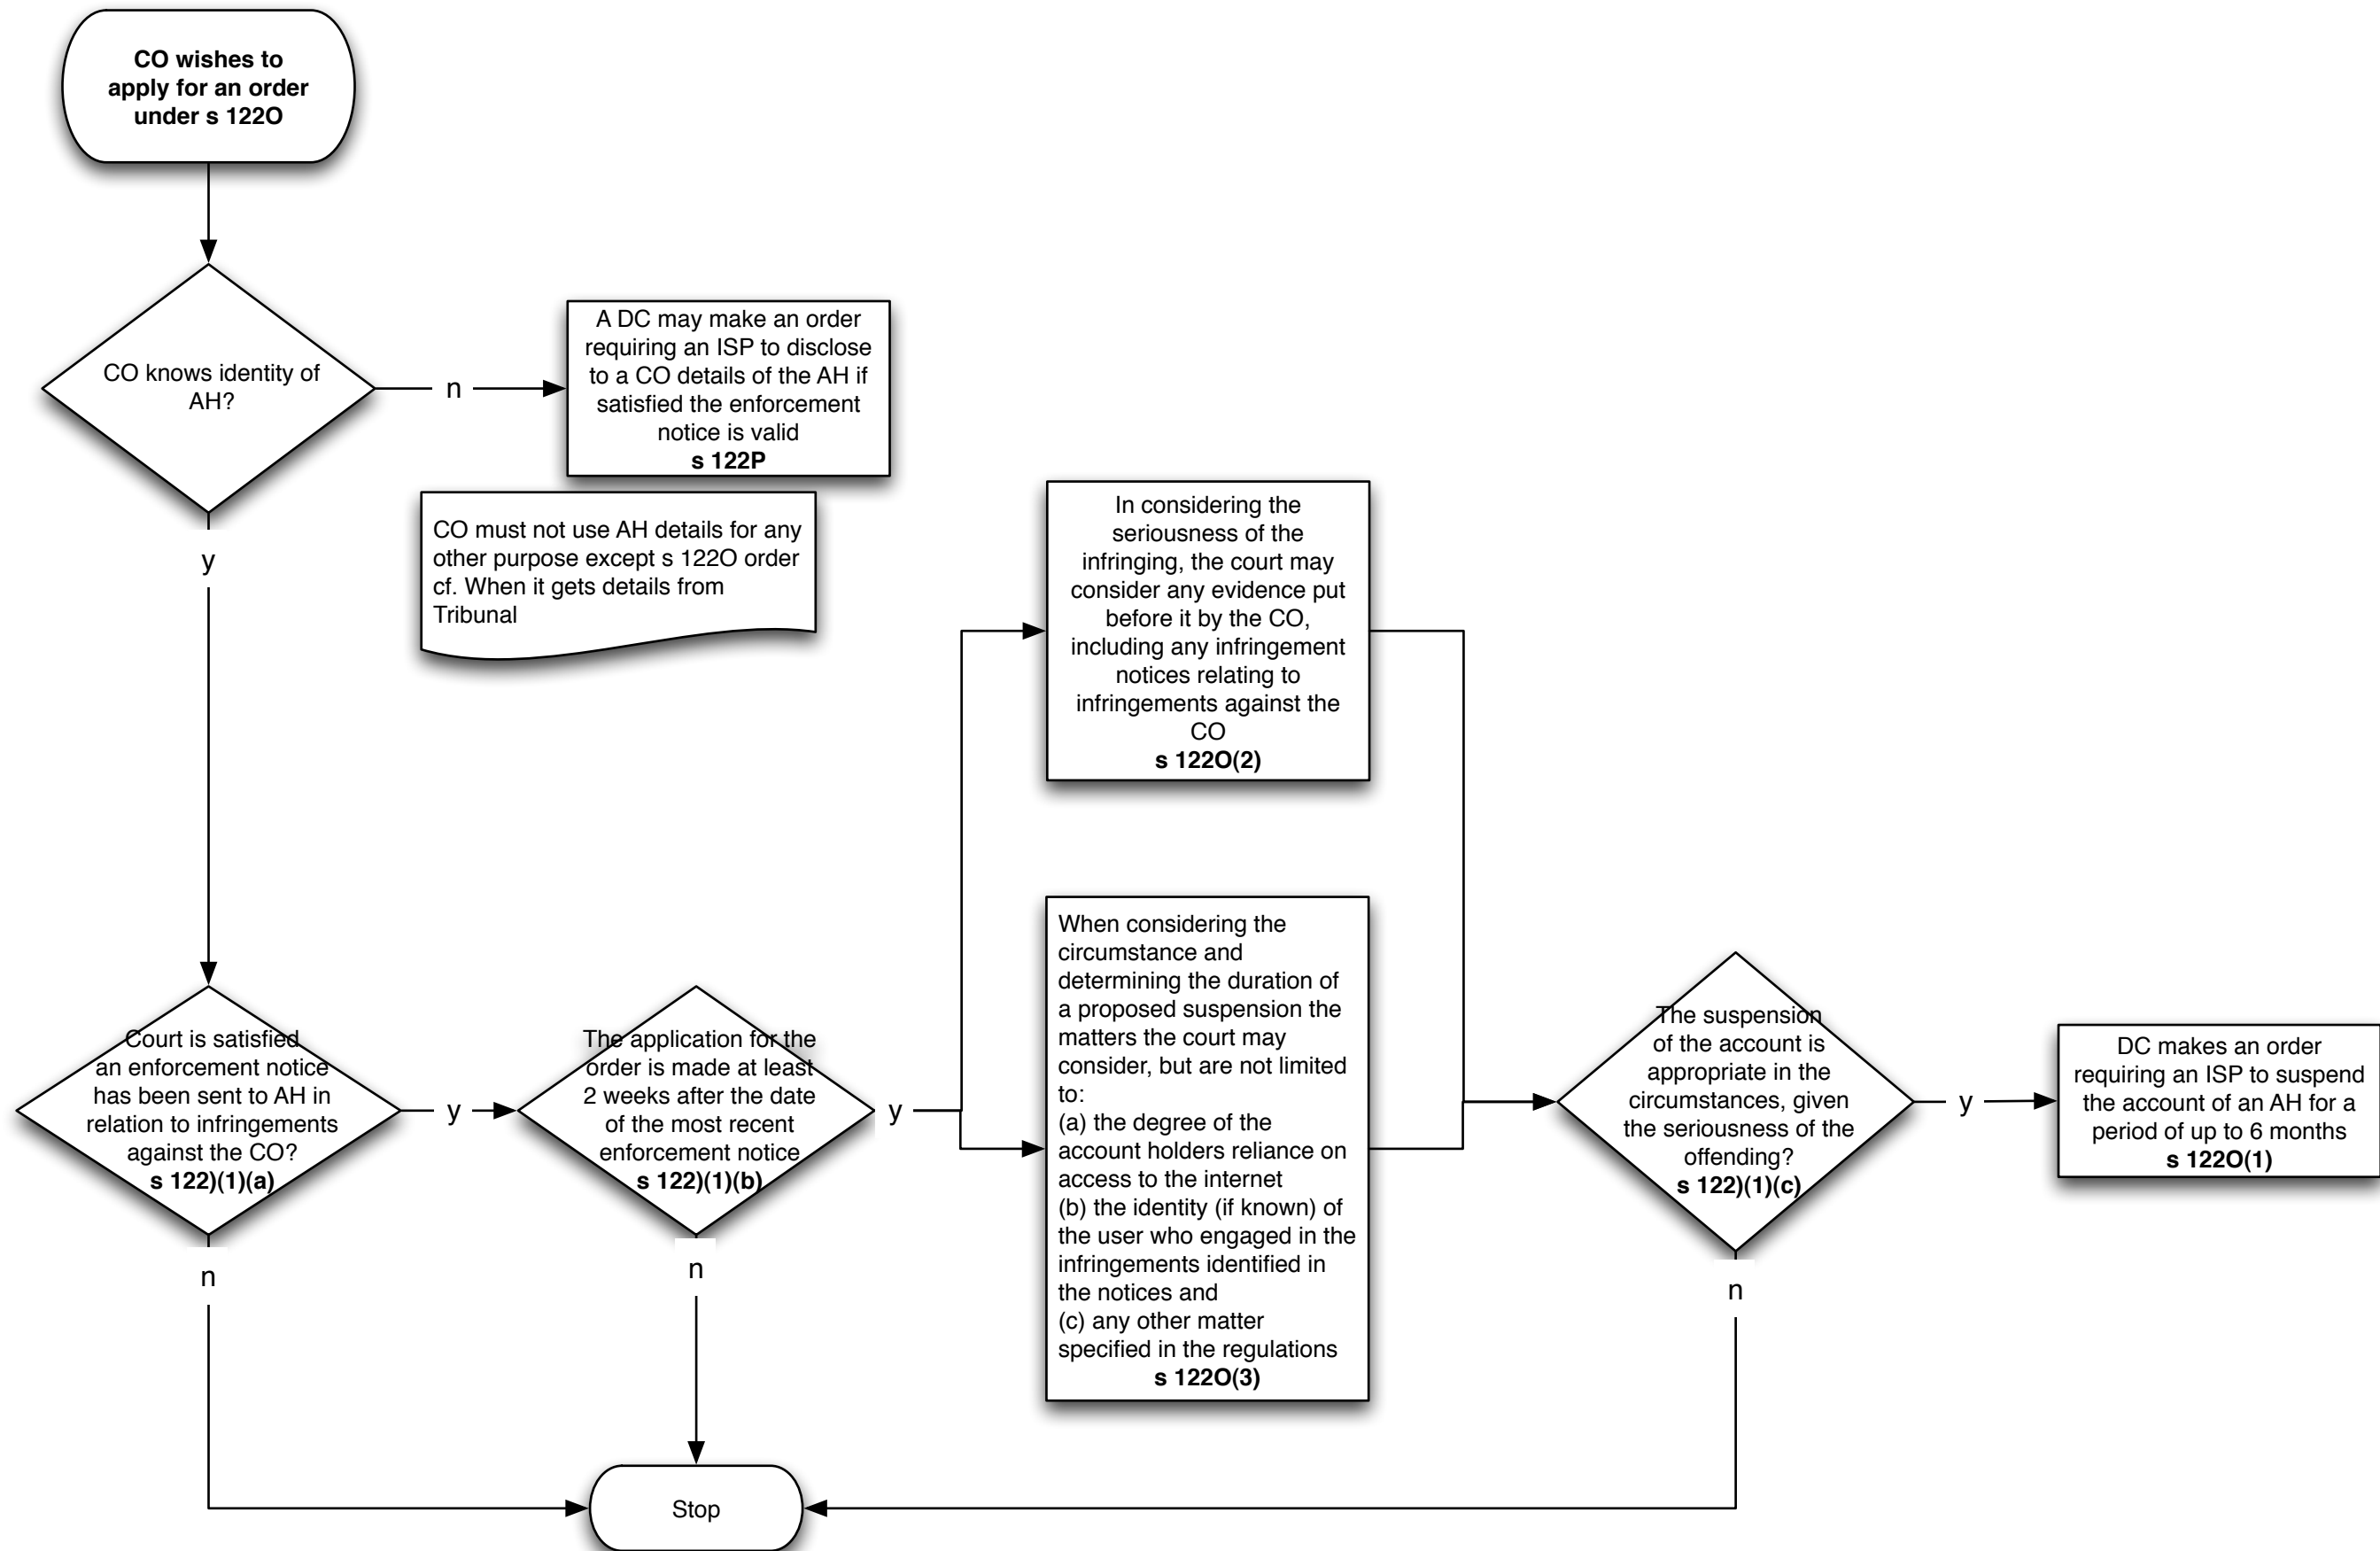 CO wishes to
apply for an order
under s 122O
CO knows identity of
AH?
n
A DC may make an order
requiring an ISP to disclose
to a CO details of the AH if
satisfied the enforcement
notice is valid
s 122P
CO must not use AH details for any
other purpose except s 122O order
cf. When it gets details from
Tribunal
y
In considering the
seriousness of the
infringing, the court may
consider any evidence put
before it by the CO,
including any infringement
notices relating to
infringements against the
CO
s 122O(2)
Court is satisfied
an enforcement notice
has been sent to AH in
relation to infringements
against the CO?
s 122)(1)(a)
y
n
The application for the
order is made at least
2 weeks after the date
of the most recent
enforcement notice
s 122)(1)(b)
y
n
When considering the
circumstance and
determining the duration of
a proposed suspension the
matters the court may
consider, but are not limited
to:
(a) the degree of the
account holders reliance on
access to the internet
(b) the identity (if known) of
the user who engaged in the
infringements identified in
the notices and
(c) any other matter
specified in the regulations
s 122O(3)
The suspension
of the account is
appropriate in the
circumstances, given
the seriousness of the
offending?
s 122)(1)(c)
y
n
DC makes an order
requiring an ISP to suspend
the account of an AH for a
period of up to 6 months
s 122O(1)
Stop